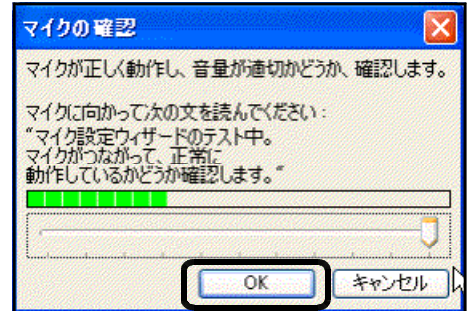 マイクの確認
マイクが正しく動作し、音量が適切かどうか、確認します。
マイクに向かって次の文を読んでください：
“マイク設定ウィザードのテスト中。
マイクがつながって、正常に
動作しているかどうか確認します。“
OK
キャンセル